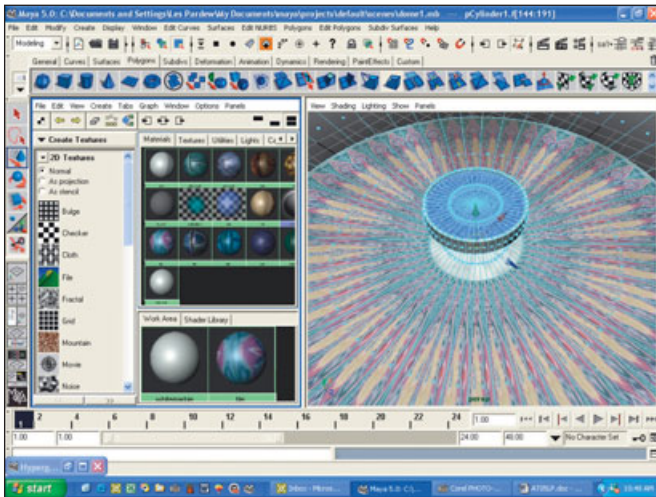 Maya 5.0: C:\Documents and Settings\Les Pardew\My Documents\maya\projects\default\scenes\dome1.mb --- pCylinder1.f[144:191]
File Edit Modify Create Display Window Edit Curves Surfaces Edit NURBS Polygons Edit Polygons Subdiv Surfaces Help
Modeling
General Curves Surfaces Polygons Subdivs Deformation Animation Dynamics Rendering PaintEffects Custom
File Edit View Create Tabs Graph Window Options Panels
View Shading Lighting Show Panels
Create Textures
Materials Textures Utilities Lights
2D Textures
Normal
As projection
As stencil
Bulge
Checker
Cloth
File
Fractal
Grid
Mountain
Movie
Noise
Work Area Shader Library
persp
1 2 4 6 8 10 12 14 16 18 20 22 24 1.00
1.00 1.00 24.00 48.00 No Character Set
start
Maya 5.0: C:\...
10:48 AM